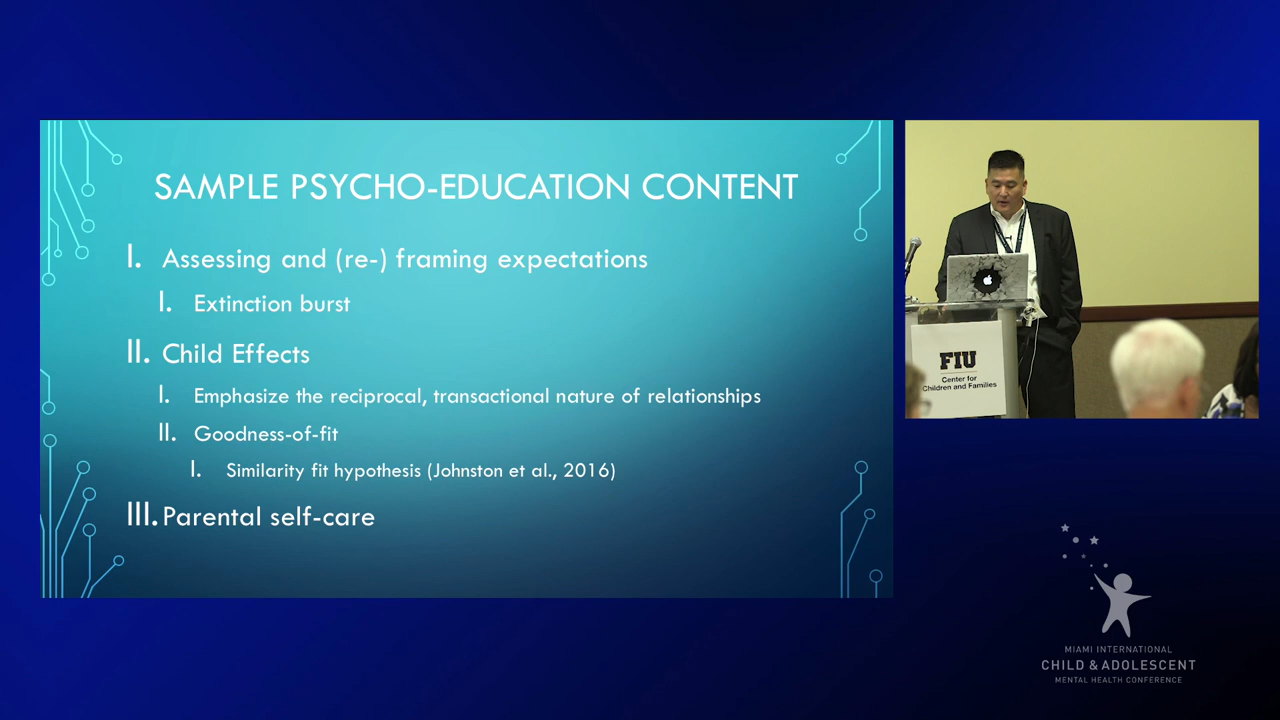 SAMPLE PSYCHO-EDUCATION CONTENT
I. Assessing and (re-) framing expectations
I. Extinction burst
II. Child Effects
I. Emphasize the reciprocal, transactional nature of relationships
II. Goodness-of-fit
I. Similarity fit hypothesis (Johnston et al., 2016)
III. Parental self-care
FIU
Center for
Children and Families
MIAMI INTERNATIONAL
CHILD & ADOLESCENT
MENTAL HEALTH CONFERENCE